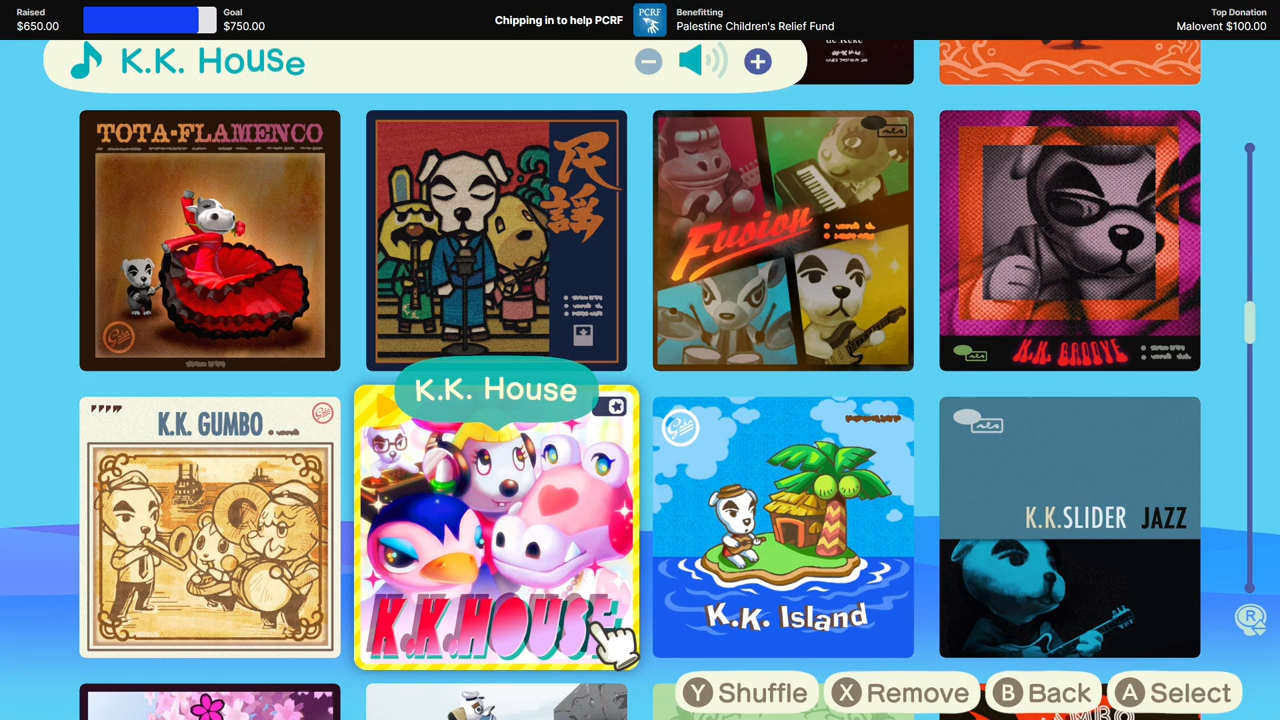 Raised
$650.00
Goal
$750.00
Chipping in to help PCRF
PCRF
Benefitting
Palestine Children's Relief Fund
Top Donation
Malovent $100.00
K.K. House
TOTA-FLAMENCO
民
謡
Fusion
K.K. GROOVE
K.K. GUMBO
K.K. House
K.K.HOUSE
K.K. Island
K.K.SLIDER JAZZ
R
Y Shuffle
X Remove
B Back
A Select